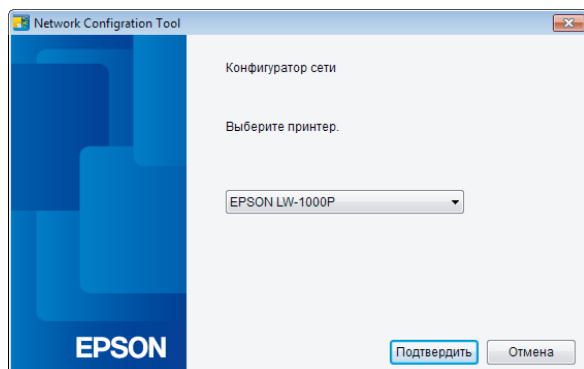 Network Configration Tool
Конфигуратор сети
Выберите принтер.
EPSON LW-1000P
EPSON
Подтвердить
Отмена